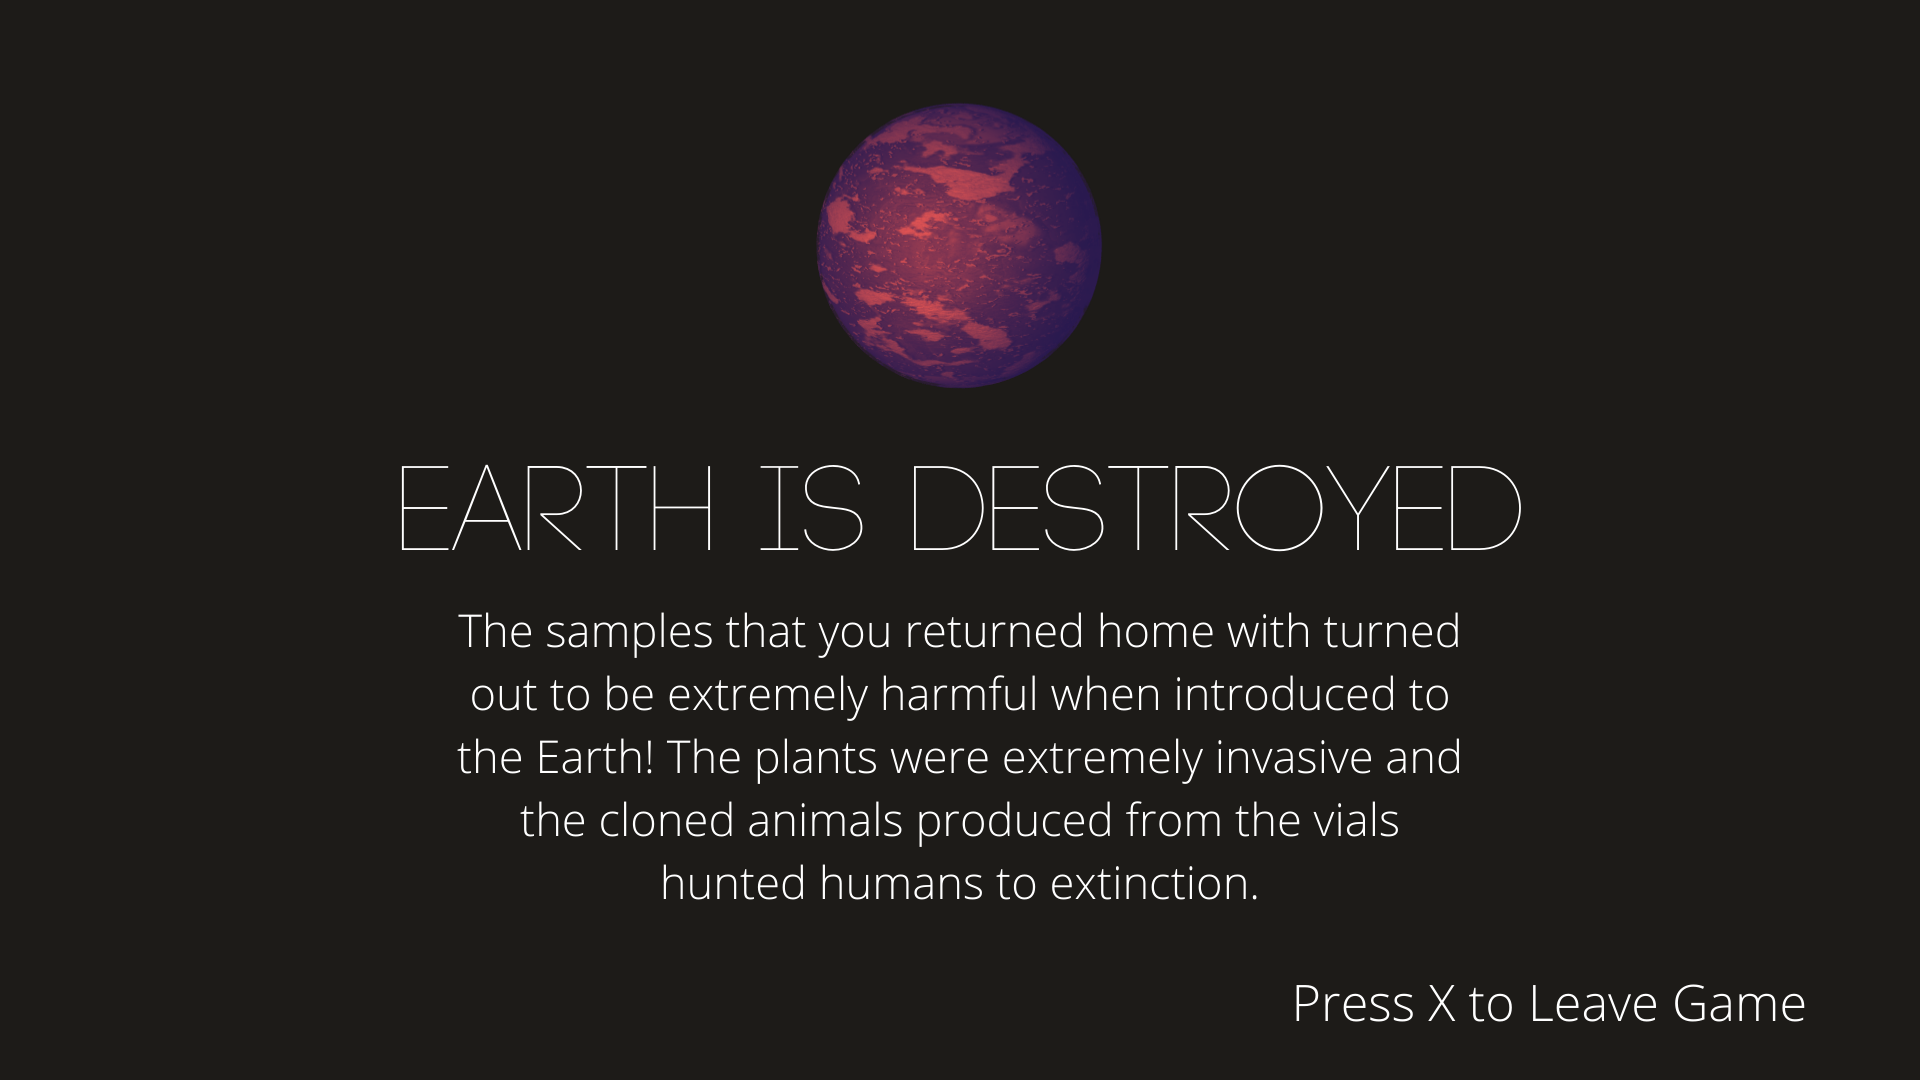 EARTH IS DESTROYED
The samples that you returned home with turned
out to be extremely harmful when introduced to
the Earth! The plants were extremely invasive and
the cloned animals produced from the vials
hunted humans to extinction.
Press X to Leave Game